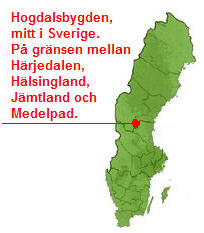 Hogdalsbygden,
mitt i Sverige.
På gränsen mellan
Härjedalen,
Hälsingland,
Jämtland och
Medelpad.